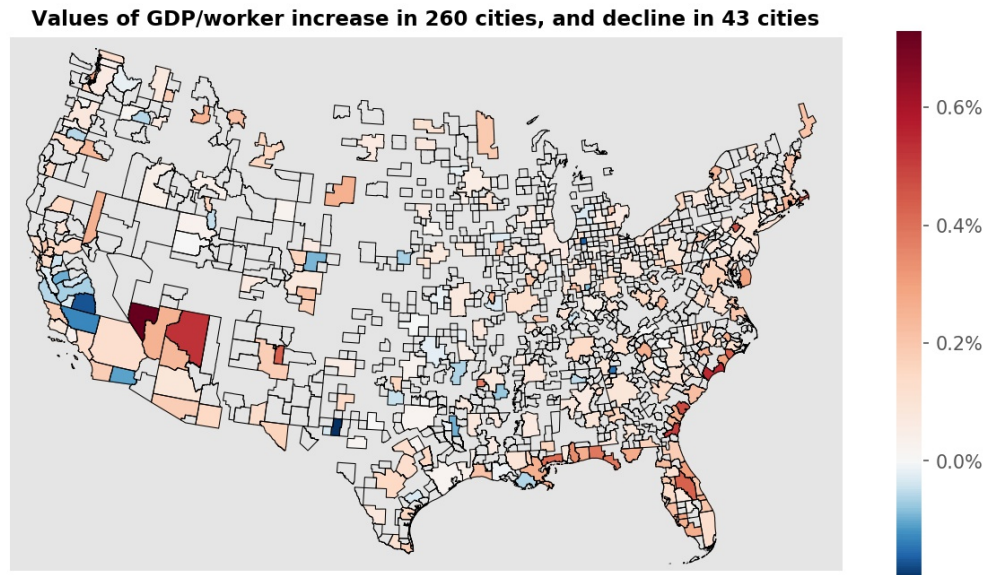 Values of GDP/worker increase in 260 cities, and decline in 43 cities
0.6%
0.4%
0.2%
0.0%